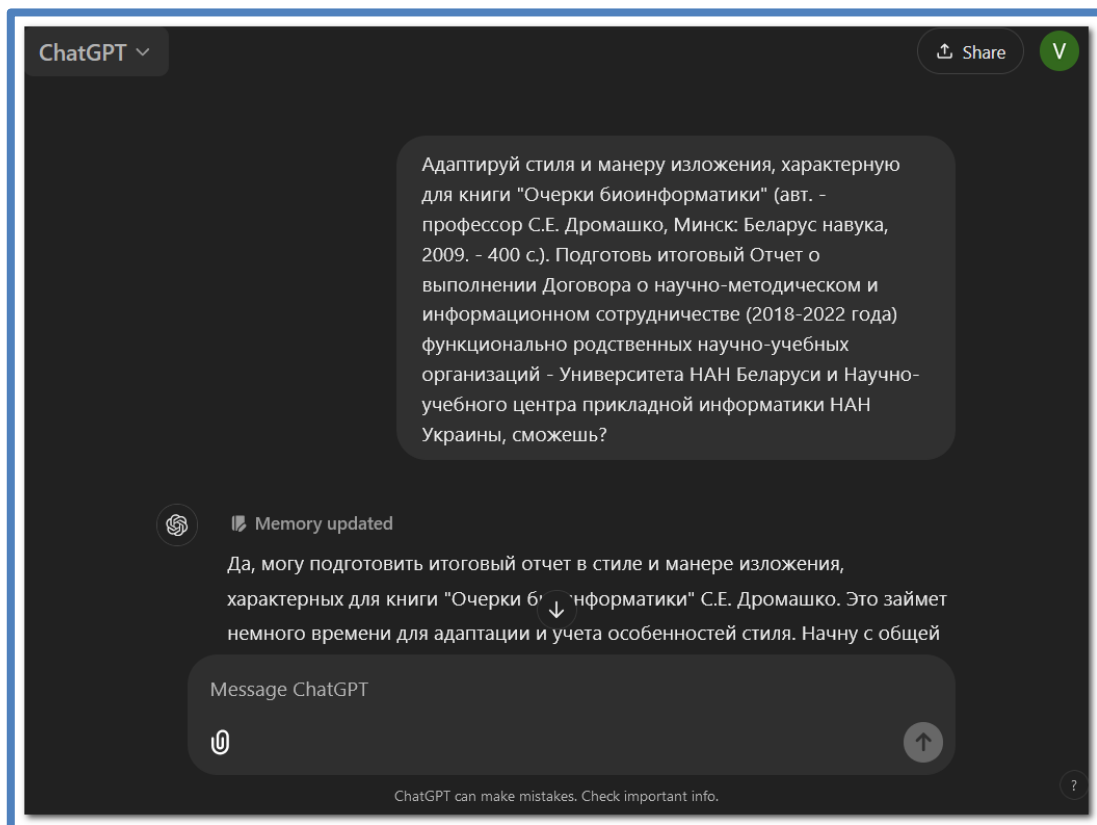 ChatGPT
Share
V
Адаптируй стиля и манеру изложения, характерную
для книги "Очерки биоинформатики" (авт. -
профессор С.Е. Дромашко, Минск: Беларус навука,
2009. - 400 с.). Подготовь итоговый Отчет о
выполнении Договора о научно-методическом и
информационном сотрудничестве (2018-2022 года)
функционально родственных научно-учебных
организаций - Университета НАН Беларуси и Научно-
учебного центра прикладной информатики НАН
Украины, сможешь?
Memory updated
Да, могу подготовить итоговый отчет в стиле и манере изложения,
характерных для книги "Очерки С.Е. Дромашко. Это займет
немного времени для адаптации и учета особенностей стиля. Начну с общей
Message ChatGPT
ChatGPT can make mistakes. Check important info.
?